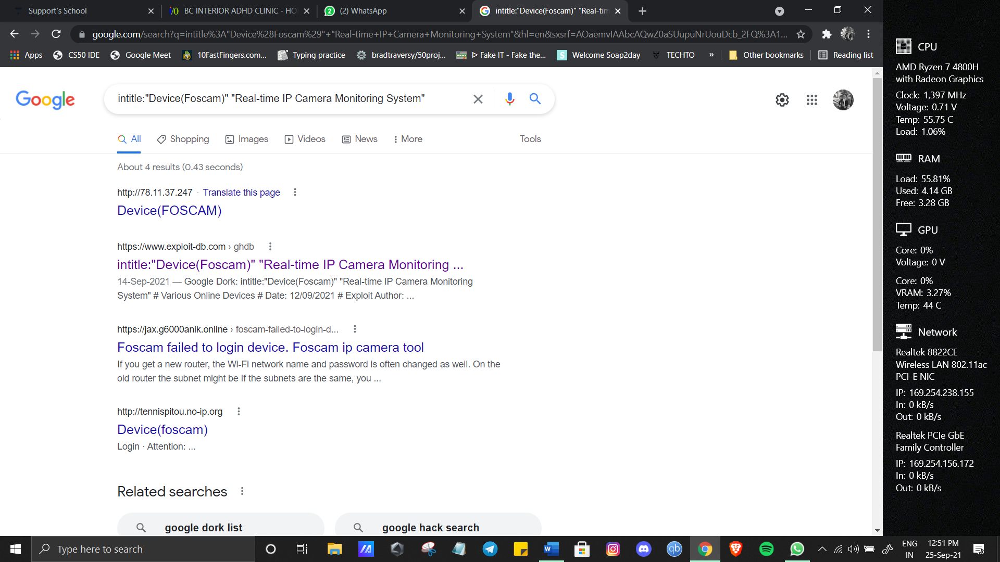 Support's School
BC INTERIOR ADHD CLINIC - HO
(2) WhatsApp
intitle:"Device(Foscam)" "Real-tim
google.com/search?q=intitle%3A"Device%28Foscam%29"+"Real-time+IP+Camera+Monitoring+System"&hl=en&sxsrf=AOaemvIAAbcAQwZ0aSUupuNrUouDcb_2FQ%3A1...
Apps
CS50 IDE
Google Meet
10FastFingers.com...
Typing practice
bradtraversy/50proj...
ᐅ Fake IT - Fake the...
Welcome Soap2day
TECHTO
»
Other bookmarks
Reading list
Google
intitle:"Device(Foscam)" "Real-time IP Camera Monitoring System"
All
Shopping
Images
Videos
News
More
Tools
About 4 results (0.43 seconds)
http://78.11.37.247 · Translate this page
Device(FOSCAM)
https://www.exploit-db.com › ghdb
intitle:"Device(Foscam)" "Real-time IP Camera Monitoring ...
14-Sep-2021 — Google Dork: intitle:"Device(Foscam)" "Real-time IP Camera Monitoring
System" # Various Online Devices # Date: 12/09/2021 # Exploit Author: ...
https://jax.g6000anik.online › foscam-failed-to-login-d...
Foscam failed to login device. Foscam ip camera tool
If you get a new router, the Wi-Fi network name and password is often changed as well. On the
old router the subnet might be If the subnets are the same, you ...
http://tennispitou.no-ip.org
Device(foscam)
Login · Attention: ...
Related searches
google dork list
google hack search
CPU
AMD Ryzen 7 4800H
with Radeon Graphics
Clock: 1,397 MHz
Voltage: 0.71 V
Temp: 55.75 C
Load: 1.06%
RAM
Load: 55.81%
Used: 4.14 GB
Free: 3.28 GB
GPU
Core: 0%
Voltage: 0 V
Core: 0%
VRAM: 3.27%
Temp: 44 C
Network
Realtek 8822CE
Wireless LAN 802.11ac
PCI-E NIC
IP: 169.254.238.155
In: 0 kB/s
Out: 0 kB/s
Realtek PCIe GbE
Family Controller
IP: 169.254.156.172
In: 0 kB/s
Out: 0 kB/s
Type here to search
ENG
IN
12:51 PM
25-Sep-21